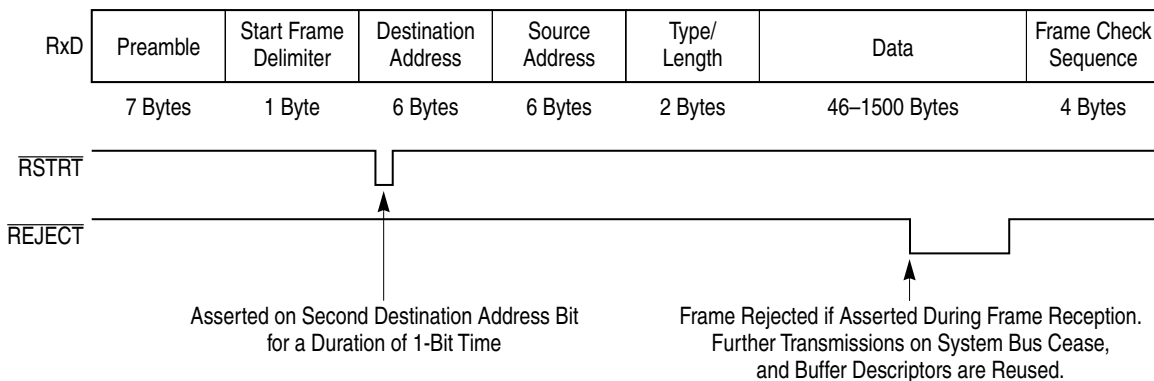 RxD
Preamble
Start Frame
Delimiter
Destination
Address
Source
Address
Type/
Length
Data
Frame Check
Sequence
7 Bytes
1 Byte
6 Bytes
6 Bytes
2 Bytes
46–1500 Bytes
4 Bytes
RSTRT
REJECT
Asserted on Second Destination Address Bit
for a Duration of 1-Bit Time
Frame Rejected if Asserted During Frame Reception.
Further Transmissions on System Bus Cease,
and Buffer Descriptors are Reused.